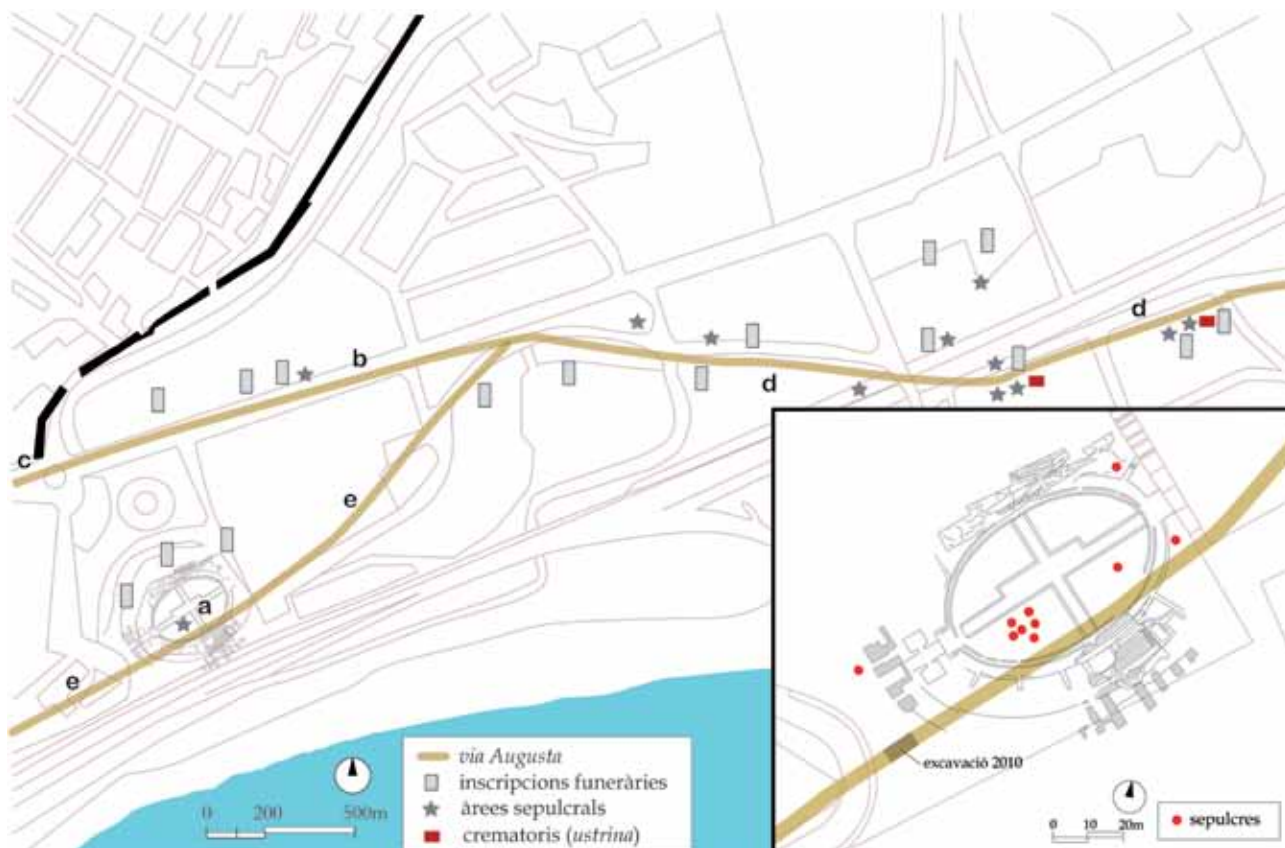 b
d
d
c
e
a
e
via Augusta
inscripcions funeràries
àrees sepulcrals
crematoris (ustrina)
0 200 500m
excavació 2010
0 10 20m
sepulcres